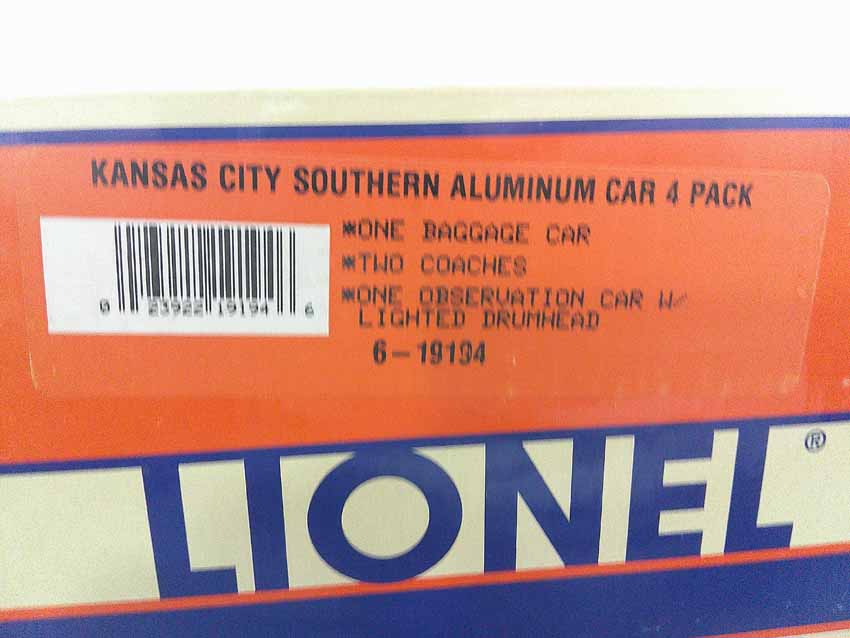 KANSAS CITY SOUTHERN ALUMINUM CAR 4 PACK
*ONE BAGGAGE CAR
*TWO COACHES
*ONE OBSERVATION CAR W/
LIGHTED DRUMHEAD
6-19194
0 23922 19194 6
LIONEL®